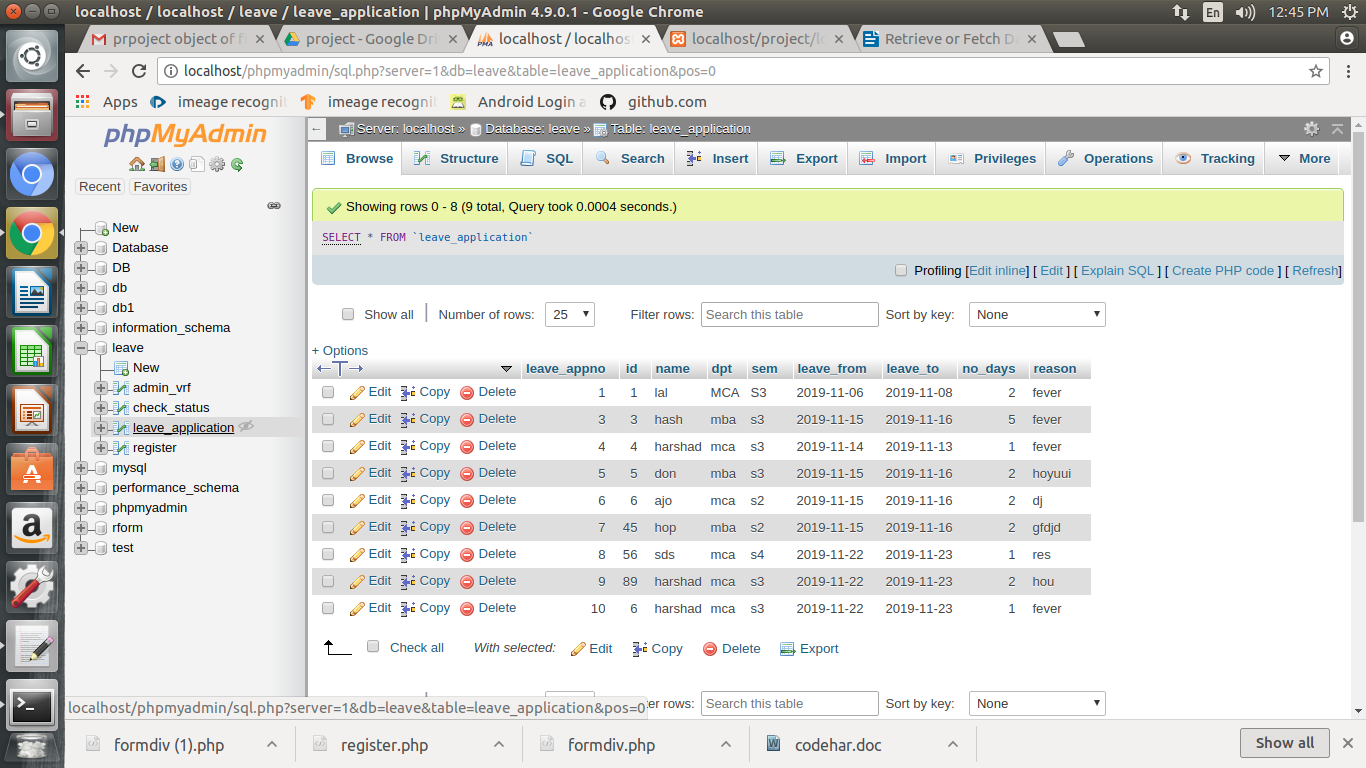 localhost / localhost / leave / leave_application | phpMyAdmin 4.9.0.1 - Google Chrome En 12:45 PM
prpoject object of f project - Google Dri localhost / localhos localhost/project/l Retrieve or Fetch Da
localhost/phpmyadmin/sql.php?server=1&db=leave&table=leave_application&pos=0
Apps imeage recogni imeage recogni Android Login a github.com
phpMyAdmin
Recent Favorites
New
Database
DB
db
db1
information_schema
leave
New
admin_vrf
check_status
leave_application
register
mysql
performance_schema
phpmyadmin
rform
test
Server: localhost » Database: leave » Table: leave_application
Browse Structure SQL Search Insert Export Import Privileges Operations Tracking More
Showing rows 0 - 8 (9 total, Query took 0.0004 seconds.)
SELECT * FROM `leave_application`
Profiling [Edit inline] [ Edit ] [ Explain SQL ] [ Create PHP code ] [ Refresh]
Show all Number of rows: 25 Filter rows: Search this table Sort by key: None
+ Options
leave_appno id name dpt sem leave_from leave_to no_days reason
Edit Copy Delete 1 1 lal MCA S3 2019-11-06 2019-11-08 2 fever
Edit Copy Delete 3 3 hash mba s3 2019-11-15 2019-11-16 5 fever
Edit Copy Delete 4 4 harshad mca s3 2019-11-14 2019-11-13 1 fever
Edit Copy Delete 5 5 don mba s3 2019-11-15 2019-11-16 2 hoyuui
Edit Copy Delete 6 6 ajo mca s2 2019-11-15 2019-11-16 2 dj
Edit Copy Delete 7 45 hop mba s2 2019-11-15 2019-11-16 2 gfdjd
Edit Copy Delete 8 56 sds mca s4 2019-11-22 2019-11-23 1 res
Edit Copy Delete 9 89 harshad mca s3 2019-11-22 2019-11-23 2 hou
Edit Copy Delete 10 6 harshad mca s3 2019-11-22 2019-11-23 1 fever
Check all With selected: Edit Copy Delete Export
ter rows: Search this table Sort by key: None
localhost/phpmyadmin/sql.php?server=1&db=leave&table=leave_application&pos=0
formdiv (1).php register.php formdiv.php codehar.doc Show all